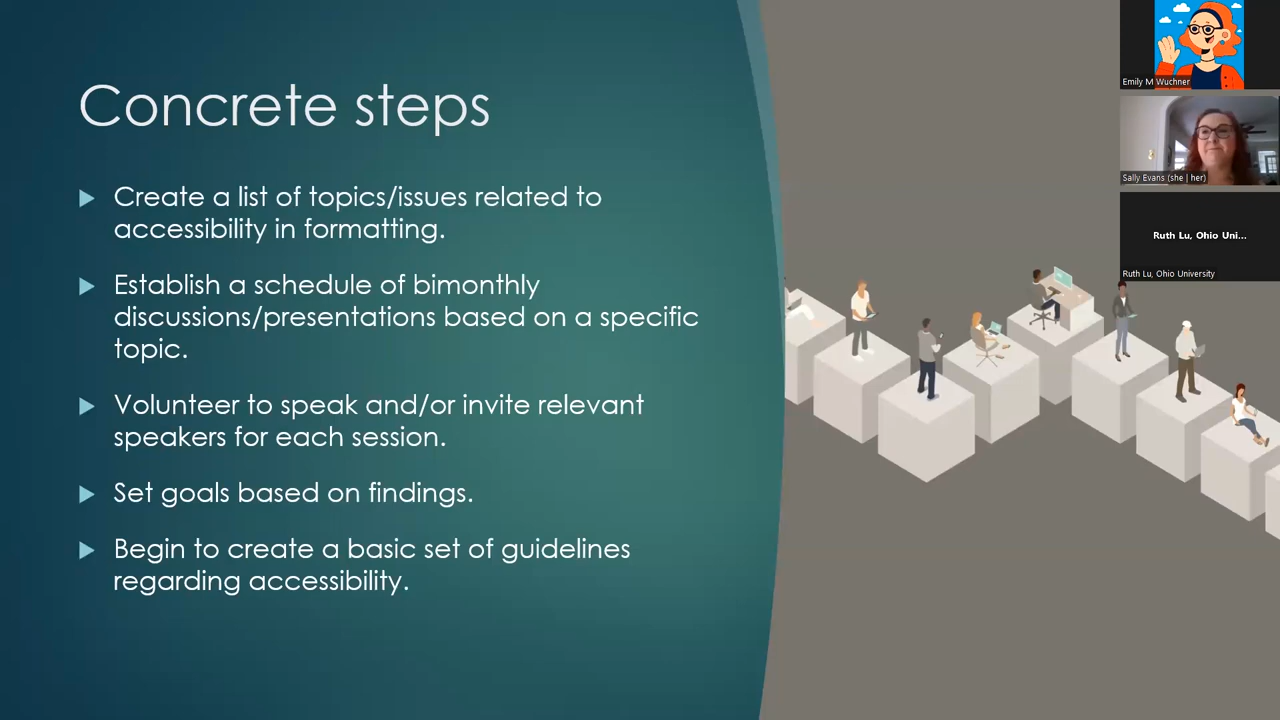 Concrete steps
Create a list of topics/issues related to
accessibility in formatting.
Establish a schedule of bimonthly
discussions/presentations based on a specific
topic.
Volunteer to speak and/or invite relevant
speakers for each session.
Set goals based on findings.
Begin to create a basic set of guidelines
regarding accessibility.
Emily M Wuchner
Sally Evans (she | her)
Ruth Lu, Ohio Uni...
Ruth Lu, Ohio University